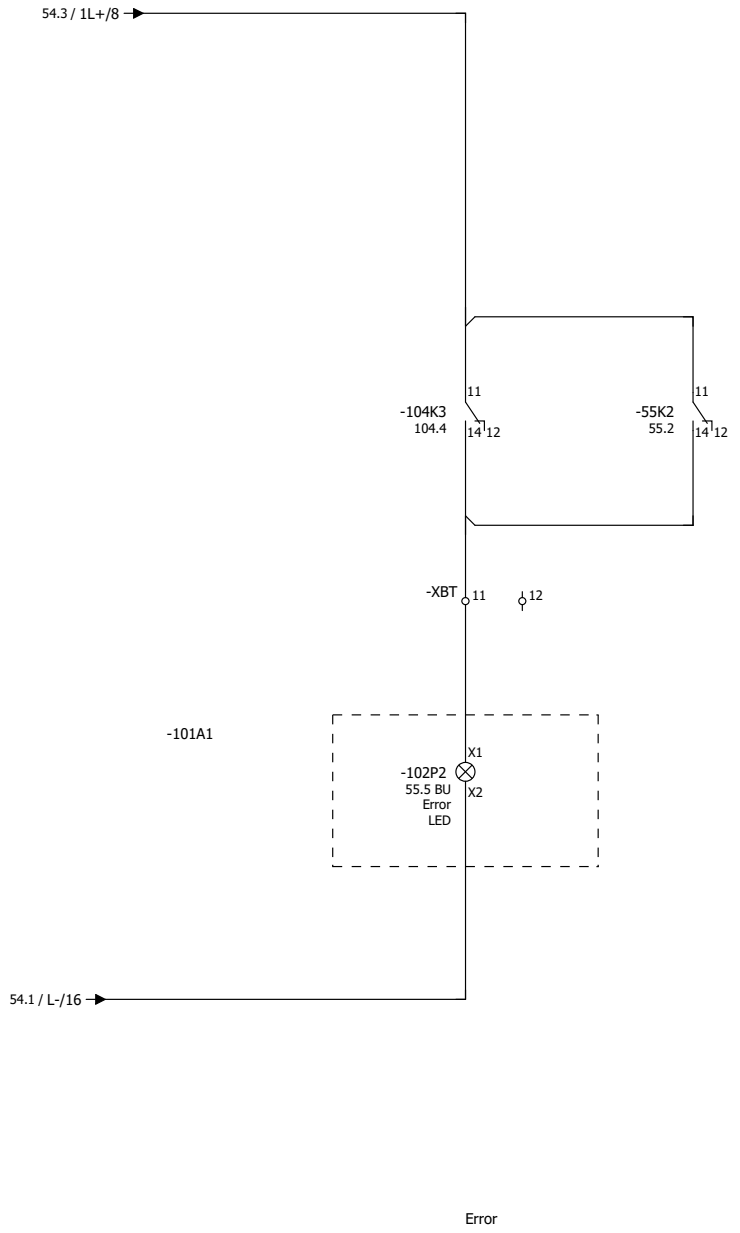 54.3 / 1L+/8
11
11
-104K3
-55K2
104.4
14 12
55.2
14 12
-XBT
11
12
-101A1
X1
-102P2
55.5 BU
X2
Error
LED
54.1 / L-/16
Error